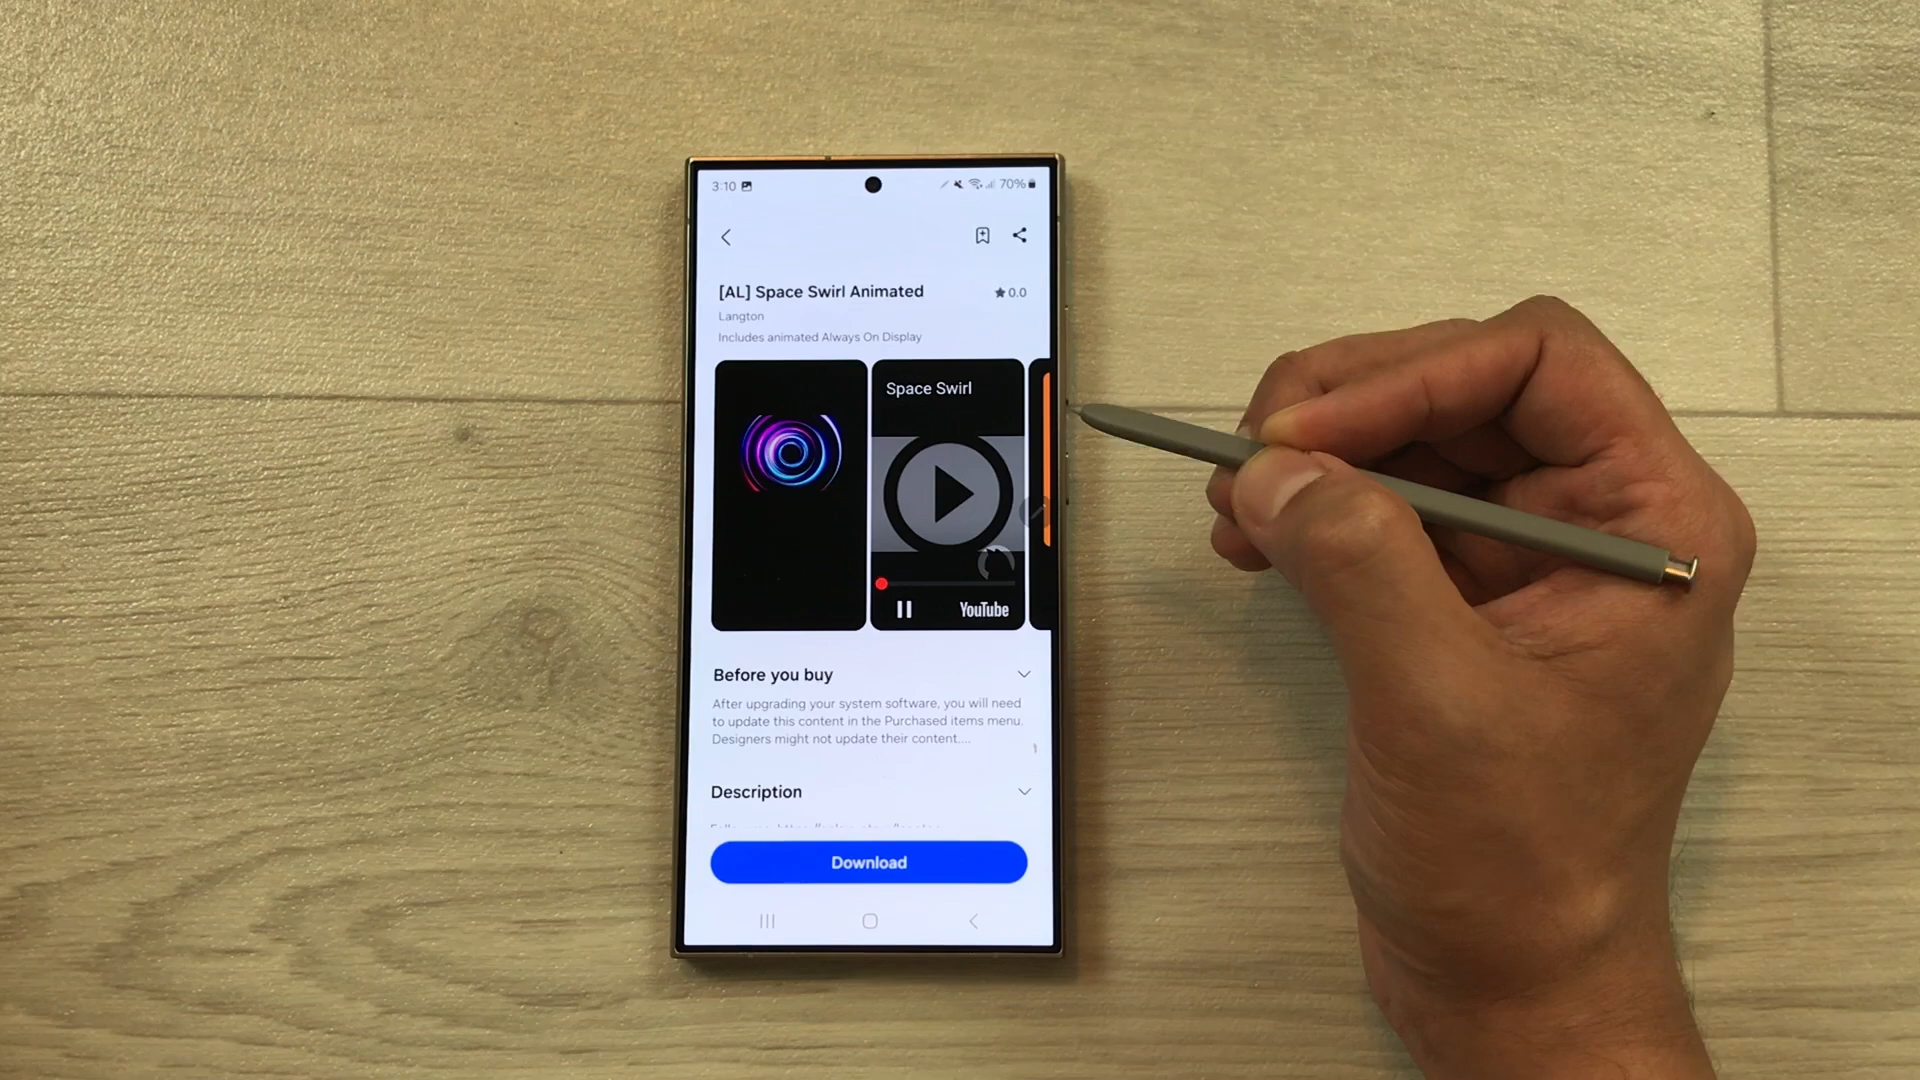 3:10
70%
[AL] Space Swirl Animated
★ 0.0
Langton
Includes animated Always On Display
Space Swirl
YouTube
Before you buy
After upgrading your system software, you will need
to update this content in the Purchased items menu.
Designers might not update their content....
Description
Download